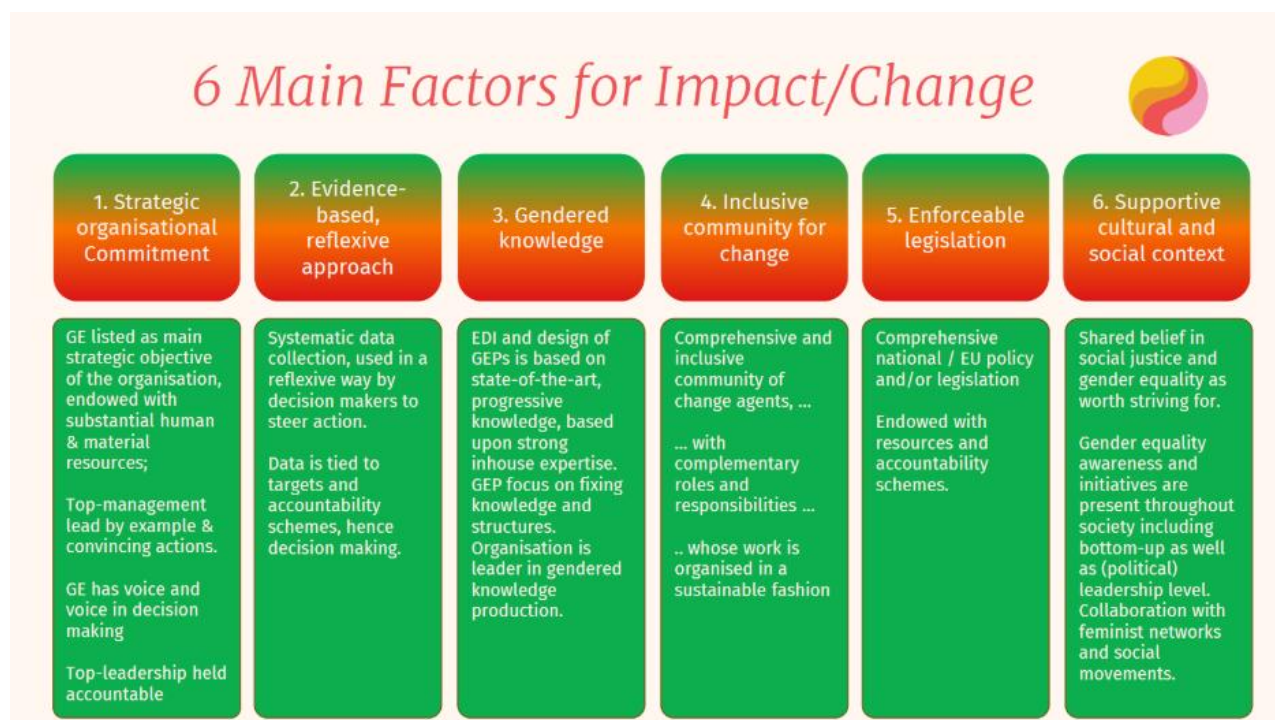 6 Main Factors for Impact/Change
1. Strategic
organisational
Commitment
2. Evidence-
based,
reflexive
approach
3. Gendered
knowledge
4. Inclusive
community for
change
5. Enforceable
legislation
6. Supportive
cultural and
social context
GE listed as main
strategic objective
of the organisation,
endowed with
substantial human
& material
resources;
Top-management
lead by example &
convincing actions.
GE has voice and
voice in decision
making
Top-leadership held
accountable
Systematic data
collection, used in a
reflexive way by
decision makers to
steer action.
Data is tied to
targets and
accountability
schemes, hence
decision making.
EDI and design of
GEPs is based on
state-of-the-art,
progressive
knowledge, based
upon strong
inhouse expertise.
GEP focus on fixing
knowledge and
structures.
Organisation is
leader in gendered
knowledge
production.
Comprehensive and
inclusive
community of
change agents, ...
... with
complementary
roles and
responsibilities ...
.. whose work is
organised in a
sustainable fashion
Comprehensive
national / EU policy
and/or legislation
Endowed with
resources and
accountability
schemes.
Shared belief in
social justice and
gender equality as
worth striving for.
Gender equality
awareness and
initiatives are
present throughout
society including
bottom-up as well
as (political)
leadership level.
Collaboration with
feminist networks
and social
movements.